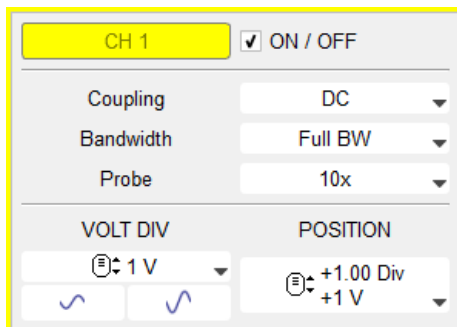 CH 1 ON / OFF
Coupling DC
Bandwidth Full BW
Probe 10x
VOLT DIV POSITION
1 V
+1.00 Div
+1 V